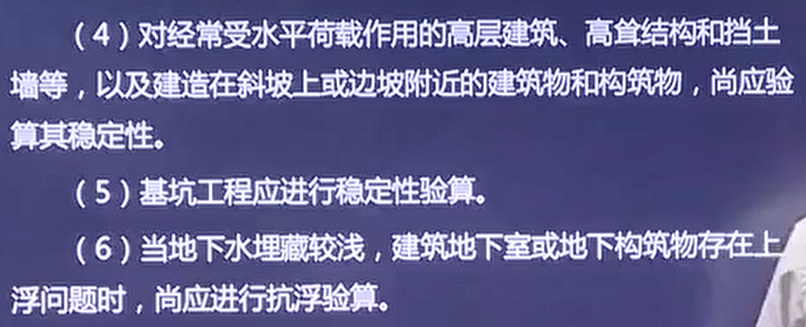 （4）对经常受水平荷载作用的高层建筑、高耸结构和挡土
墙等，以及建造在斜坡上或边坡附近的建筑物和构筑物，尚应验
算其稳定性。
（5）基坑工程应进行稳定性验算。
（6）当地下水埋藏较浅，建筑地下室或地下构筑物存在上
浮问题时，尚应进行抗浮验算。